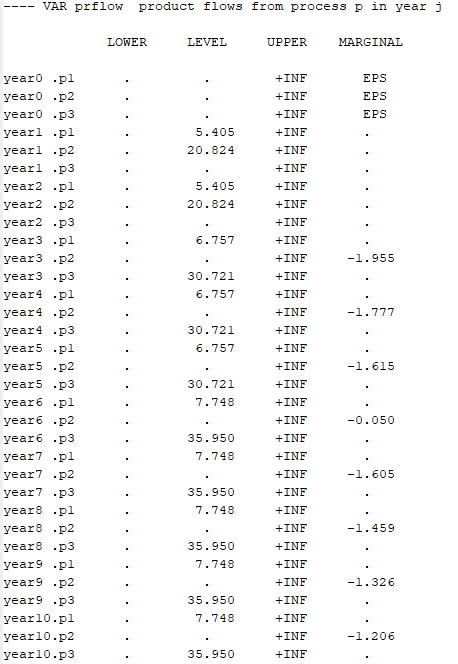 ---- VAR prflow  product flows from process p in year j
LOWER LEVEL UPPER MARGINAL
year0 .p1 . . +INF EPS
year0 .p2 . . +INF EPS
year0 .p3 . . +INF EPS
year1 .p1 . 5.405 +INF .
year1 .p2 . 20.824 +INF .
year1 .p3 . . +INF .
year2 .p1 . 5.405 +INF .
year2 .p2 . 20.824 +INF .
year2 .p3 . . +INF .
year3 .p1 . 6.757 +INF .
year3 .p2 . . +INF -1.955
year3 .p3 . 30.721 +INF .
year4 .p1 . 6.757 +INF .
year4 .p2 . . +INF -1.777
year4 .p3 . 30.721 +INF .
year5 .p1 . 6.757 +INF .
year5 .p2 . . +INF -1.615
year5 .p3 . 30.721 +INF .
year6 .p1 . 7.748 +INF .
year6 .p2 . . +INF -0.050
year6 .p3 . 35.950 +INF .
year7 .p1 . 7.748 +INF .
year7 .p2 . . +INF -1.605
year7 .p3 . 35.950 +INF .
year8 .p1 . 7.748 +INF .
year8 .p2 . . +INF -1.459
year8 .p3 . 35.950 +INF .
year9 .p1 . 7.748 +INF .
year9 .p2 . . +INF -1.326
year9 .p3 . 35.950 +INF .
year10.p1 . 7.748 +INF .
year10.p2 . . +INF -1.206
year10.p3 . 35.950 +INF .